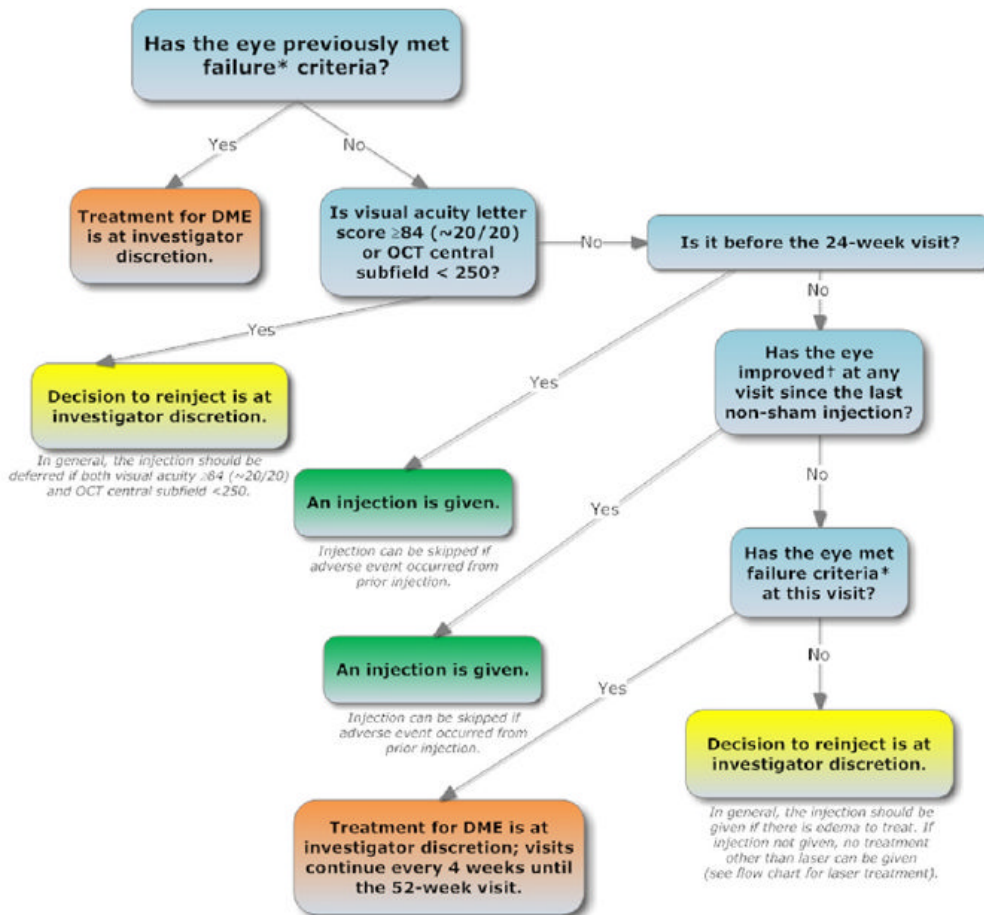 Has the eye previously met
failure* criteria?
Yes
No
Treatment for DME
is at investigator
discretion.
Is visual acuity letter
score ≥84 (~20/20)
or OCT central
subfield < 250?
No
Is it before the 24-week visit?
Yes
No
Decision to reinject is at
investigator discretion.
In general, the injection should be
deferred if both visual acuity ≥84 (~20/20)
and OCT central subfield <250.
Yes
Has the eye
improved† at any
visit since the last
non-sham injection?
An injection is given.
Injection can be skipped if
adverse event occurred from
prior injection.
Yes
No
Has the eye met
failure criteria*
at this visit?
An injection is given.
Injection can be skipped if
adverse event occurred from
prior injection.
Yes
No
Decision to reinject is at
investigator discretion.
In general, the injection should be
given if there is edema to treat. If
injection not given, no treatment
other than laser can be given
(see flow chart for laser treatment).
Treatment for DME is at
investigator discretion; visits
continue every 4 weeks until
the 52-week visit.